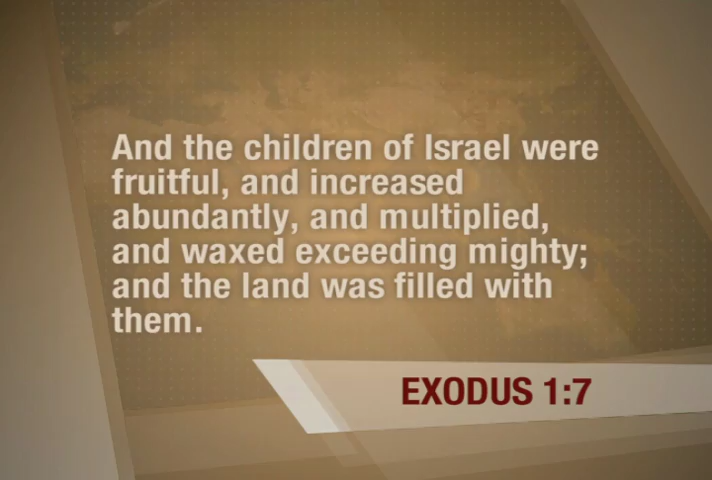 And the children of Israel were
fruitful, and increased
abundantly, and multiplied,
and waxed exceeding mighty;
and the land was filled with
them.
EXODUS 1:7